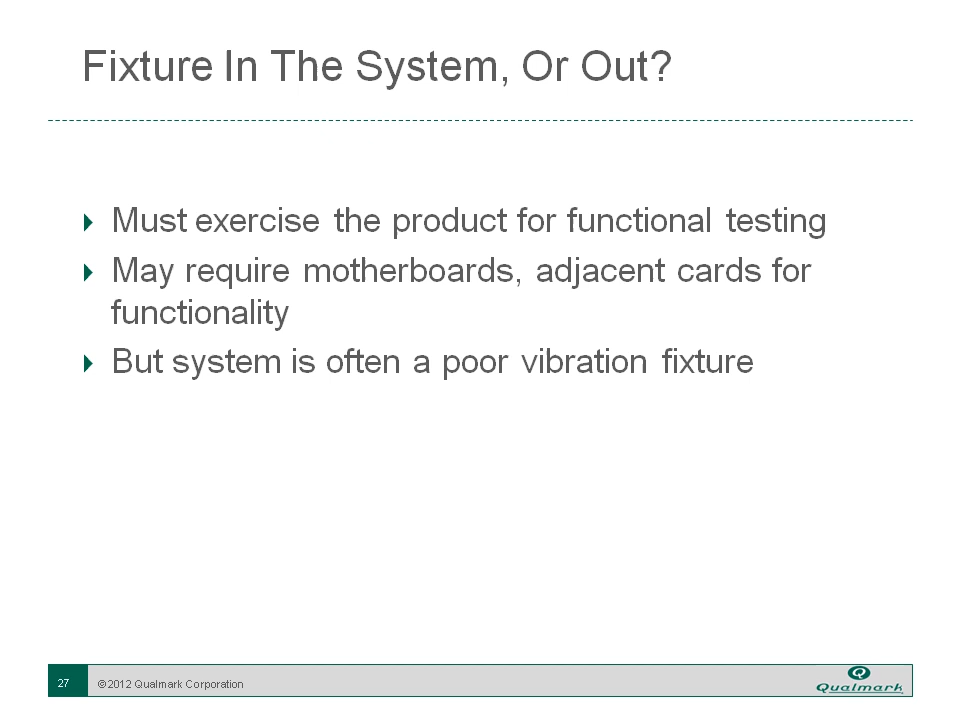 Fixture In The System, Or Out?
Must exercise the product for functional testing
May require motherboards, adjacent cards for
functionality
But system is often a poor vibration fixture
27
© 2012 Qualmark Corporation
Q
Qualmark